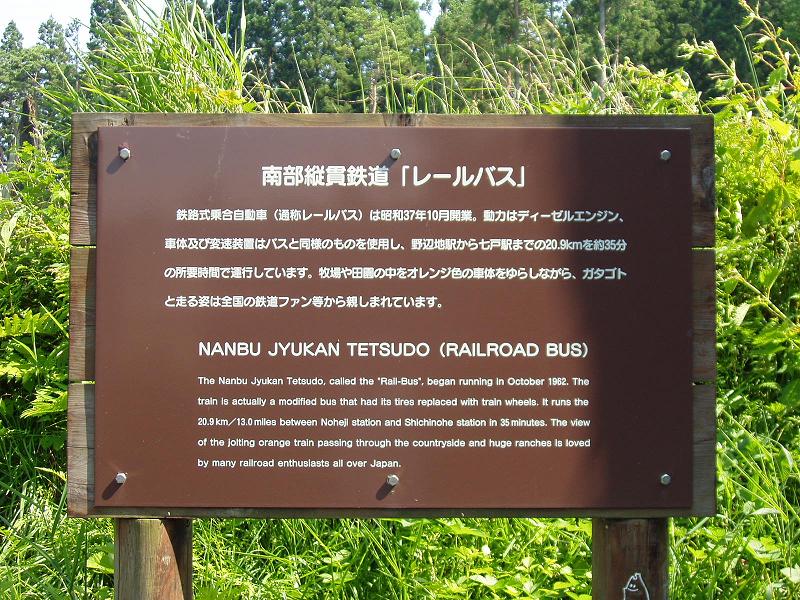 南部縦貫鉄道「レールバス」
鉄路式乗合自動車（通称レールバス）は昭和37年10月開業。動力はディーゼルエンジン、
車体及び変速装置はバスと同様のものを使用し、野辺地駅から七戸駅までの20.9kmを約35分
の所要時間で運行しています。牧場や田園の中をオレンジ色の車体をゆらしながら、ガタゴト
と走る姿は全国の鉄道ファン等から親しまれています。
NANBU JYUKAN TETSUDO (RAILROAD BUS)
The Nanbu Jyukan Tetsudo, called the "Rail-Bus", began running in October 1962. The
train is actually a modified bus that had its tires replaced with train wheels. It runs the
20.9km／13.0miles between Noheji station and Shichinohe station in 35minutes. The view
of the jolting orange train passing through the countryside and huge ranches is loved
by many railroad enthusiasts all over Japan.